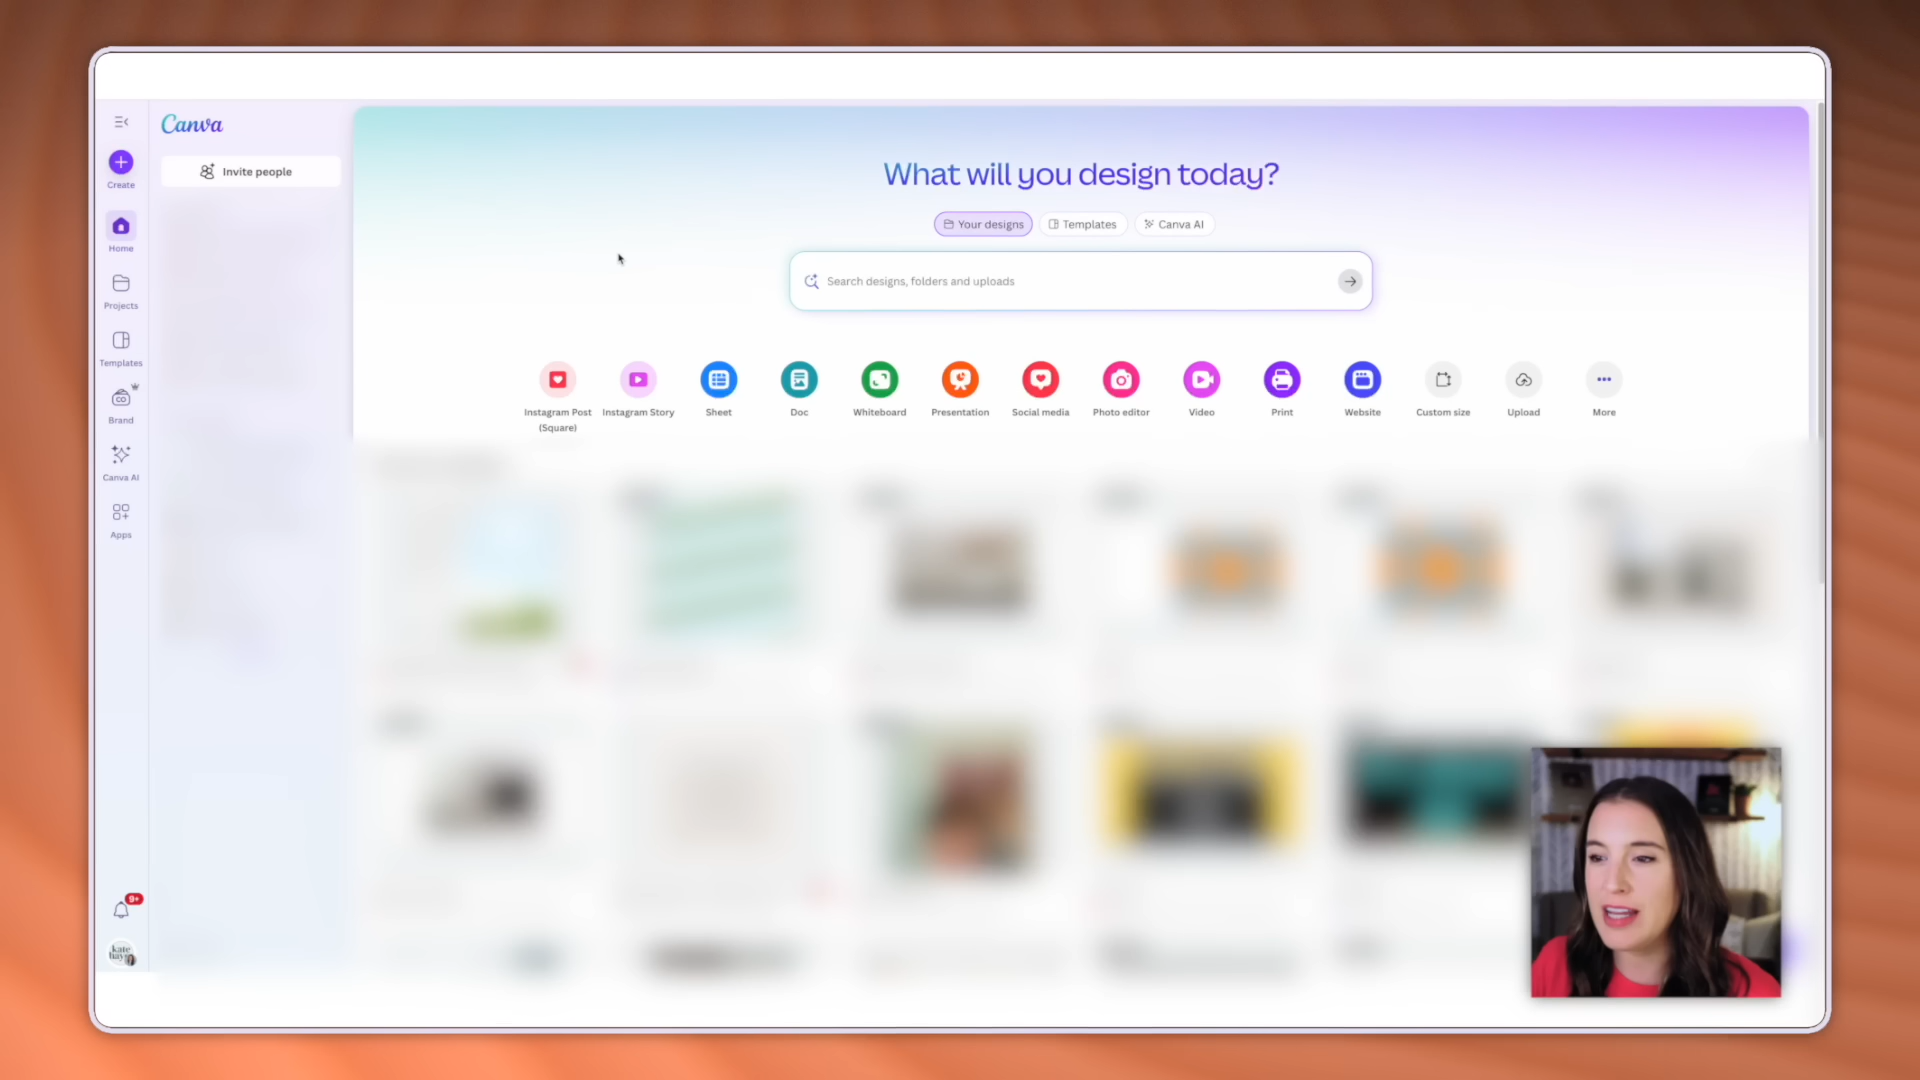 Canva
Invite people
Create
Home
Projects
Templates
Brand
Canva AI
Apps
9+
kate
What will you design today?
Your designs
Templates
Canva AI
Search designs, folders and uploads
Instagram Post
(Square)
Instagram Story
Sheet
Doc
Whiteboard
Presentation
Social media
Photo editor
Video
Print
Website
Custom size
Upload
More